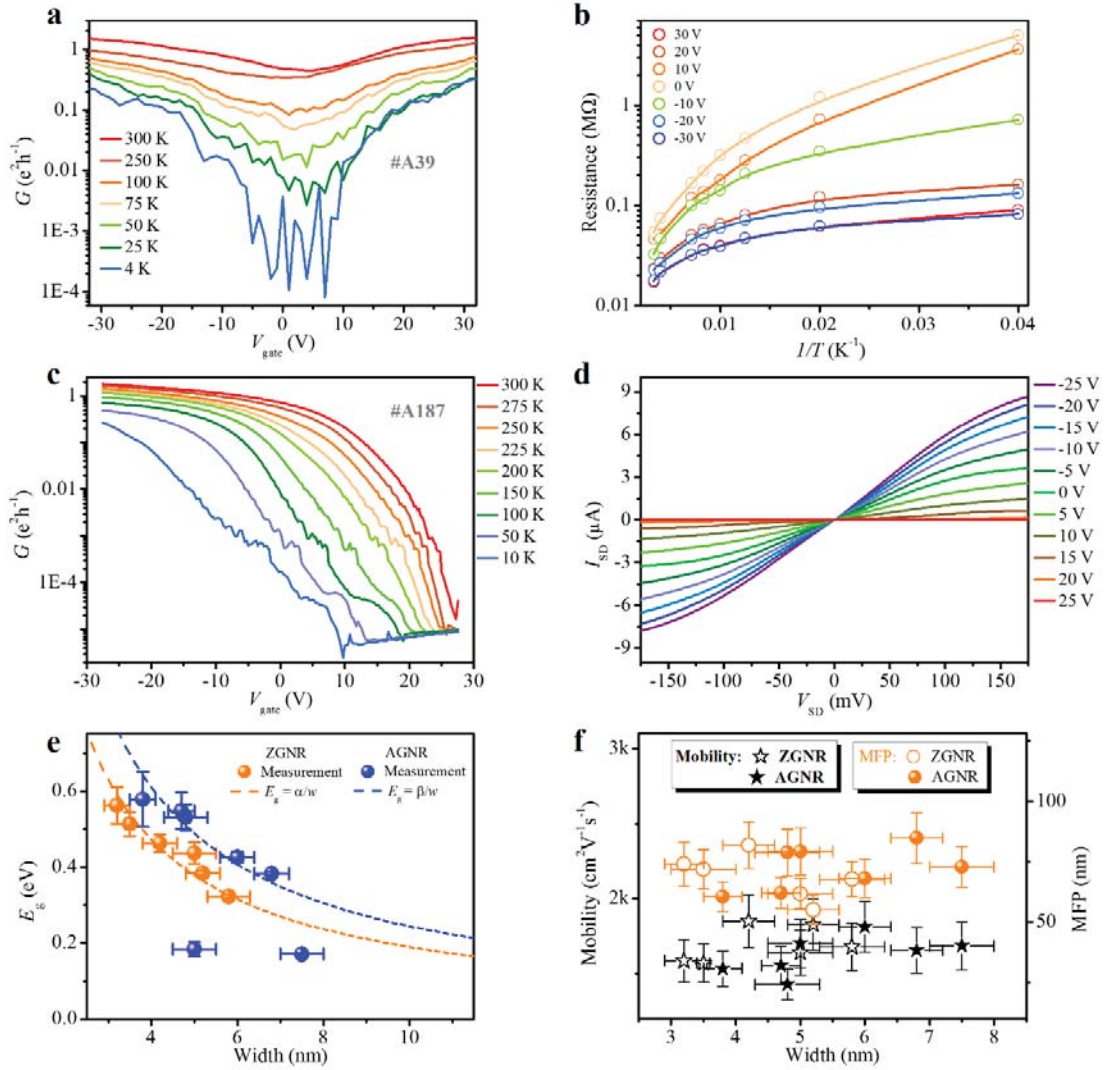 a
G (e²h⁻¹)
1
0.1
0.01
1E-3
1E-4
300 K
250 K
100 K
75 K
50 K
25 K
4 K
#A39
-30 -20 -10 0 10 20 30
V_gate (V)
b
Resistance (MΩ)
1
0.1
0.01
30 V
20 V
10 V
0 V
-10 V
-20 V
-30 V
0.01 0.02 0.03 0.04
1/T (K⁻¹)
c
G (e²h⁻¹)
1
0.01
1E-4
#A187
300 K
275 K
250 K
225 K
200 K
150 K
100 K
50 K
10 K
-30 -20 -10 0 10 20 30
V_gate (V)
d
I_SD (μA)
9
6
3
0
-3
-6
-9
-25 V
-20 V
-15 V
-10 V
-5 V
0 V
5 V
10 V
15 V
20 V
25 V
-150 -100 -50 0 50 100 150
V_SD (mV)
e
E_g (eV)
0.6
0.4
0.2
0.0
ZGNR AGNR
Measurement Measurement
E_g = α/w E_g = β/w
4 6 8 10
Width (nm)
f
Mobility (cm²V⁻¹s⁻¹)
3k
2k
Mobility: ZGNR
AGNR
MFP: ZGNR
AGNR
100
50
MFP (nm)
3 4 5 6 7 8
Width (nm)